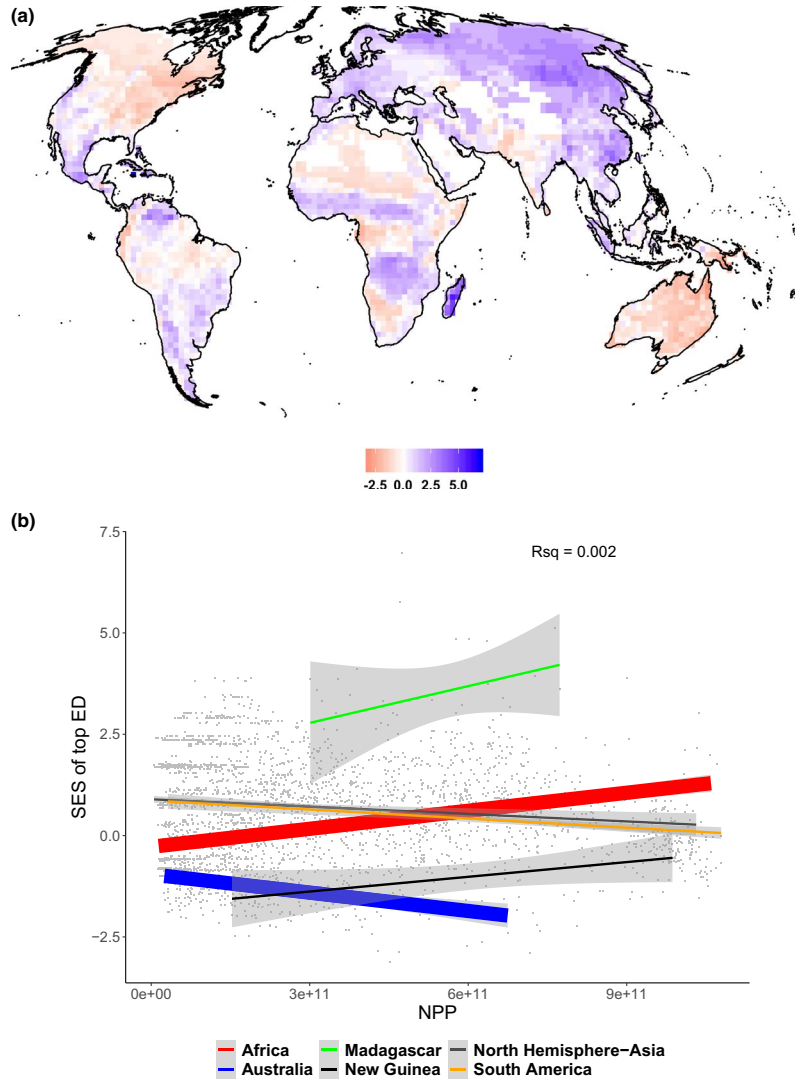 (a)
-2.5 0.0 2.5 5.0
(b)
7.5
Rsq = 0.002
5.0
2.5
0.0
−2.5
SES of top ED
0e+00 3e+11 6e+11 9e+11
NPP
Africa Madagascar North Hemisphere−Asia
Australia New Guinea South America